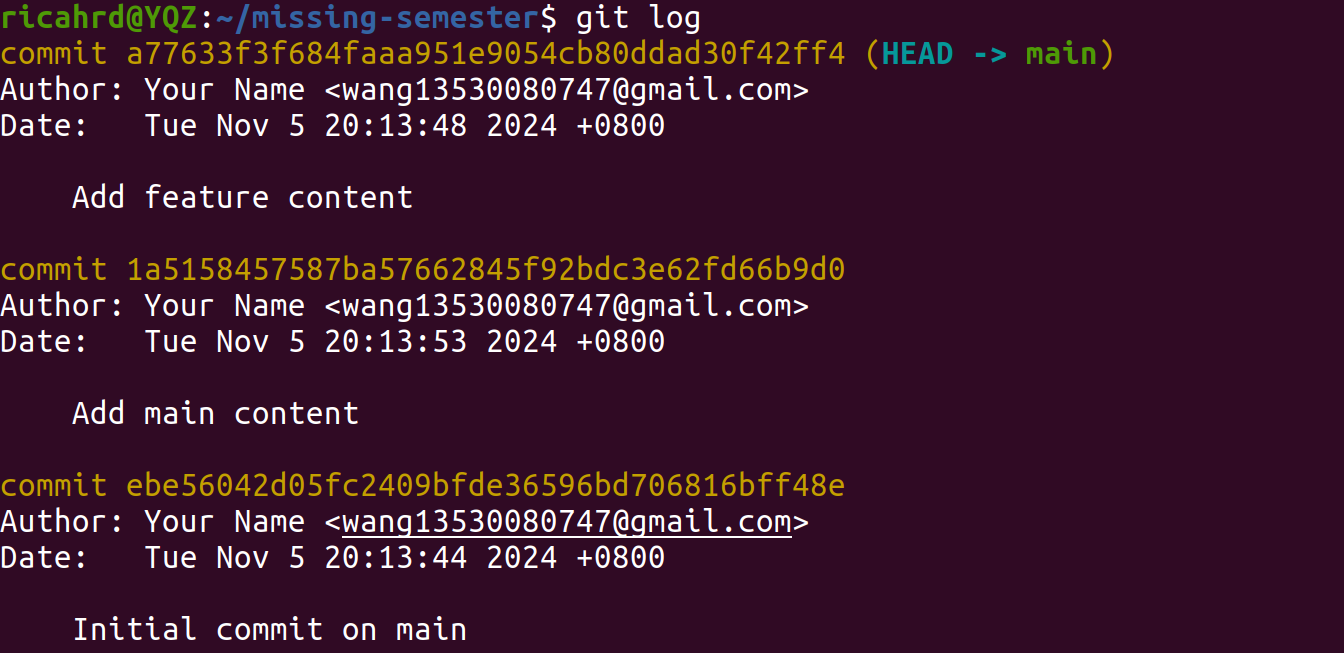 ricahrd@YQZ:~/missing-semester$ git log
commit a77633f3f684faaa951e9054cb80ddad30f42ff4 (HEAD -> main)
Author: Your Name <wang13530080747@gmail.com>
Date:   Tue Nov 5 20:13:48 2024 +0800
Add feature content
commit 1a5158457587ba57662845f92bdc3e62fd66b9d0
Author: Your Name <wang13530080747@gmail.com>
Date:   Tue Nov 5 20:13:53 2024 +0800
Add main content
commit ebe56042d05fc2409bfde36596bd706816bff48e
Author: Your Name <wang13530080747@gmail.com>
Date:   Tue Nov 5 20:13:44 2024 +0800
Initial commit on main